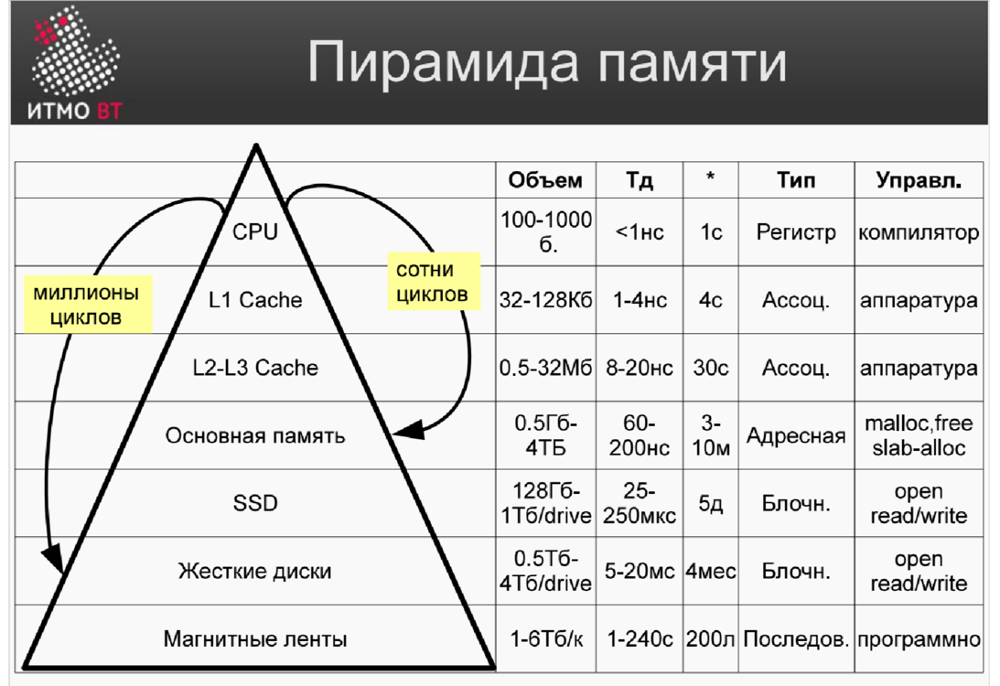 ИТМО ВТ
Пирамида памяти
Объем Тд * Тип Управл.
CPU 100-1000 б. <1нс 1с Регистр компилятор
сотни
циклов
миллионы
циклов
L1 Cache 32-128Кб 1-4нс 4с Ассоц. аппаратура
L2-L3 Cache 0.5-32Мб 8-20нс 30с Ассоц. аппаратура
Основная память 0.5Гб-4ТБ 60-200нс 3-10м Адресная malloc,free slab-alloc
SSD 128Гб-1Тб/drive 25-250мкс 5д Блочн. open read/write
Жесткие диски 0.5Тб-4Тб/drive 5-20мс 4мес Блочн. open read/write
Магнитные ленты 1-6Тб/к 1-240с 200л Последов. программно